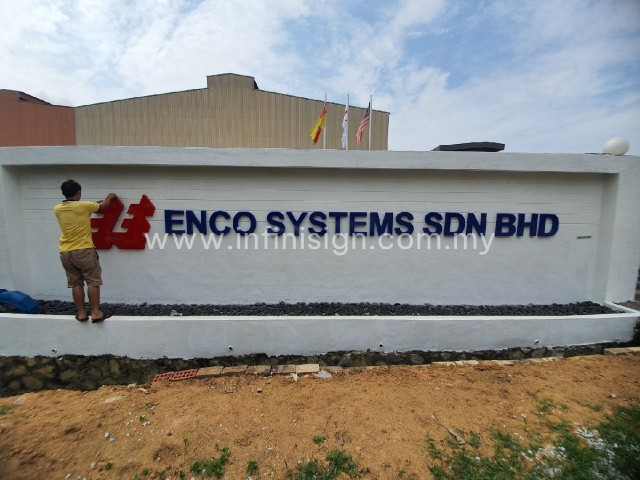 ENCO SYSTEMS SDN BHD
www.infinisign.com.my